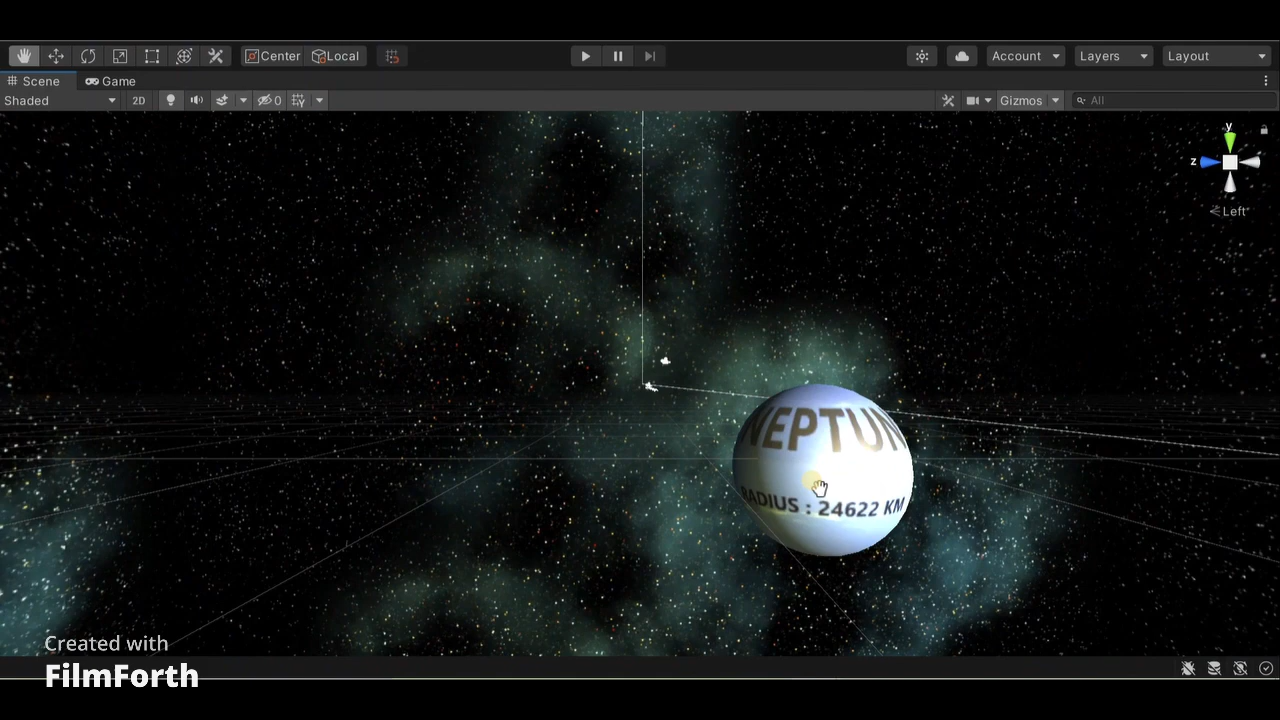 Center Local Account Layers Layout
Scene Game
Shaded 2D 0 Gizmos All
y
z
Left
NEPTUN
RADIUS : 24622 KM
Created with
FilmForth